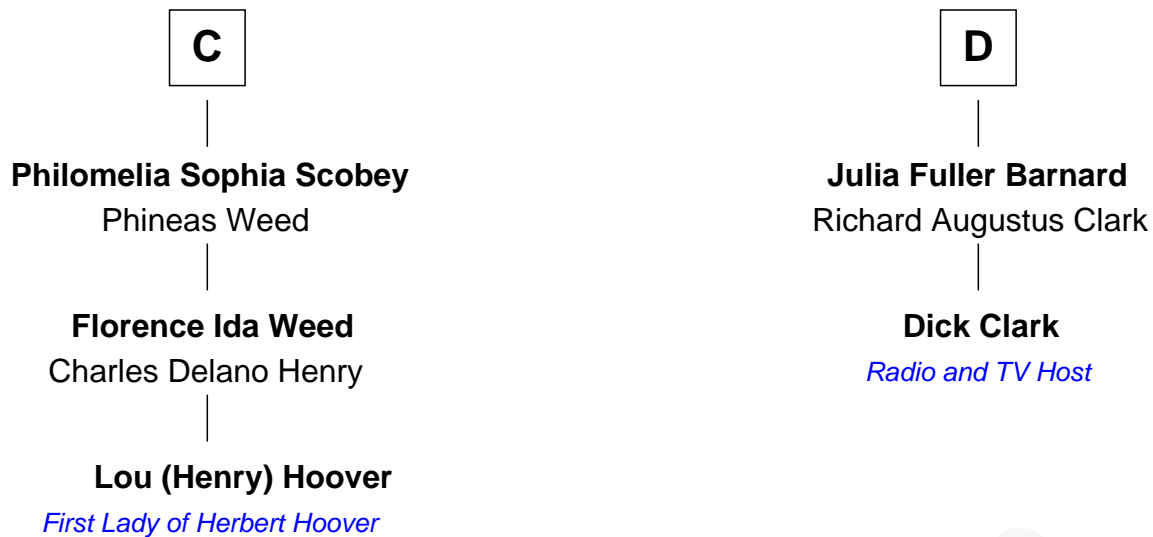 C
Philomelia Sophia Scobey
Phineas Weed
Florence Ida Weed
Charles Delano Henry
Lou (Henry) Hoover
First Lady of Herbert Hoover
D
Julia Fuller Barnard
Richard Augustus Clark
Dick Clark
Radio and TV Host